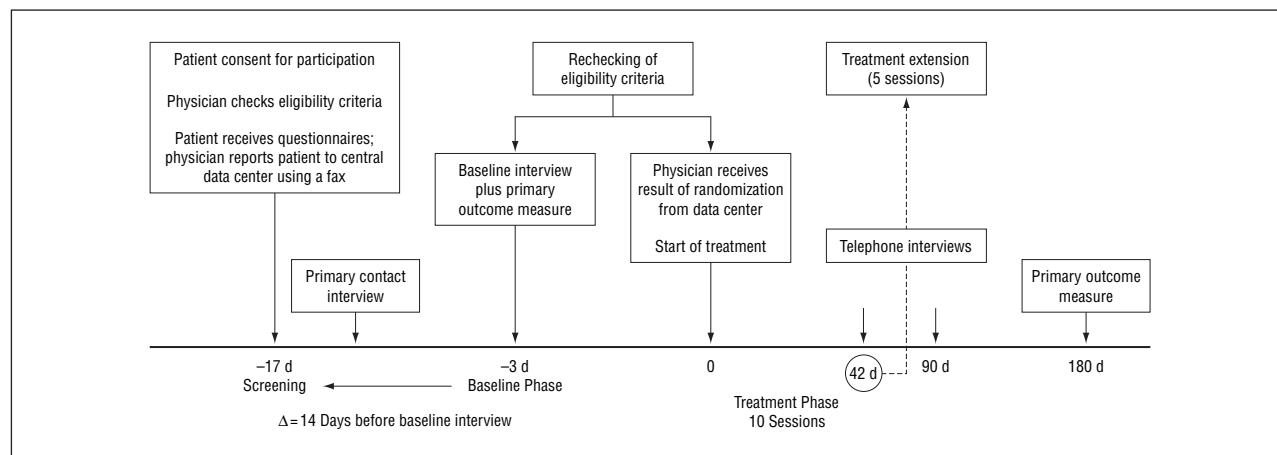 Patient consent for participation
Physician checks eligibility criteria
Patient receives questionnaires;
physician reports patient to central
data center using a fax
Primary contact
interview
Rechecking of
eligibility criteria
Baseline interview
plus primary
outcome measure
Physician receives
result of randomization
from data center
Start of treatment
Treatment extension
(5 sessions)
Telephone interviews
Primary outcome
measure
–17 d
–3 d
0
42 d
90 d
180 d
Screening
Baseline Phase
Δ=14 Days before baseline interview
Treatment Phase
10 Sessions